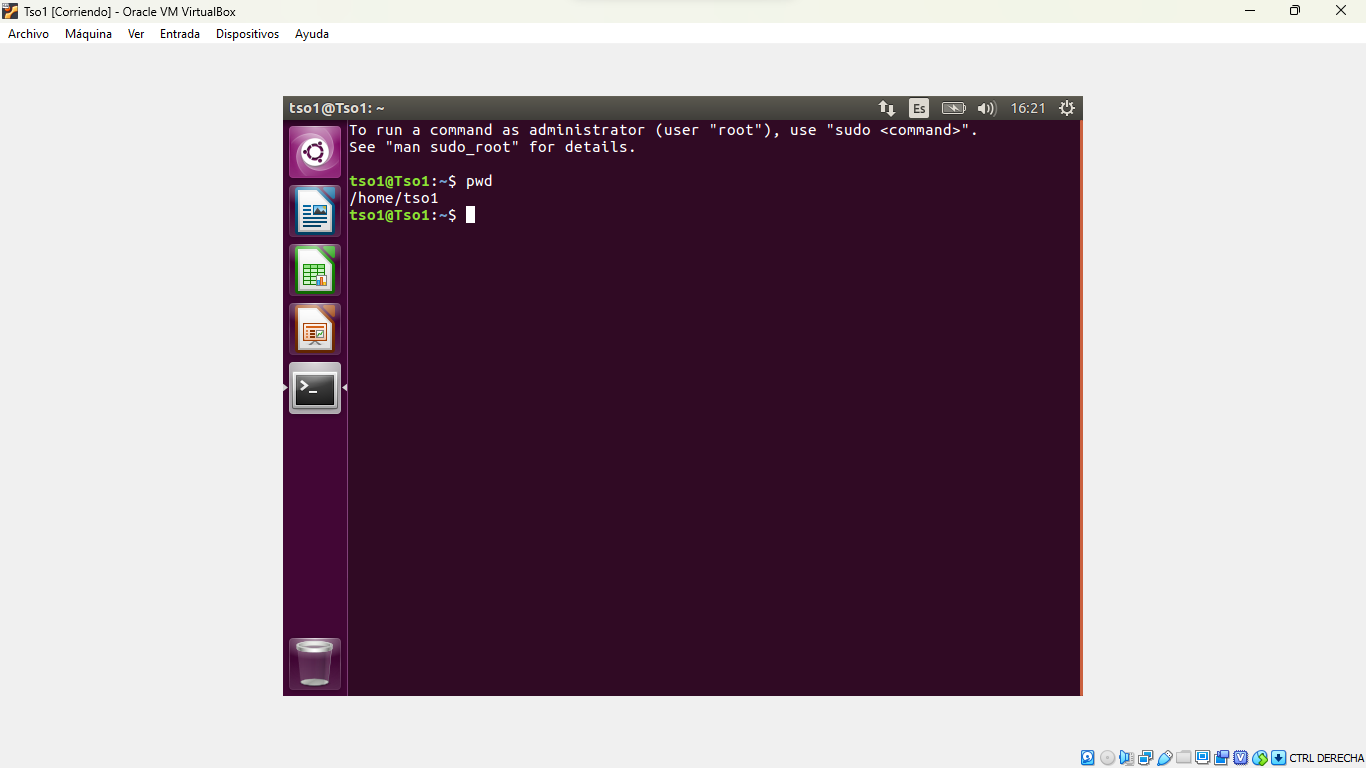 Tso1 [Corriendo] - Oracle VM VirtualBox
Archivo Máquina Ver Entrada Dispositivos Ayuda
tso1@Tso1: ~ Es 16:21
To run a command as administrator (user "root"), use "sudo <command>".
See "man sudo_root" for details.
tso1@Tso1:~$ pwd
/home/tso1
tso1@Tso1:~$
CTRL DERECHA